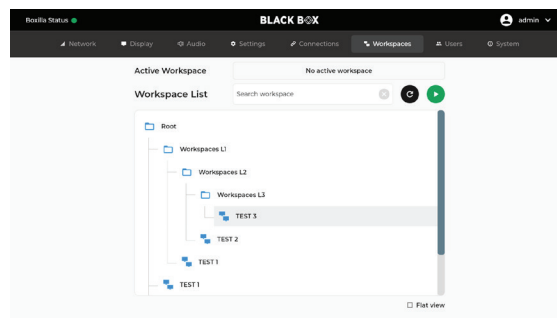 Boxilla Status BLACK BOX admin
Network Display Audio Settings Connections Workspaces Users System
Active Workspace No active workspace
Workspace List Search workspace
Root
Workspaces L1
Workspaces L2
Workspaces L3
TEST 3
TEST 2
TEST 1
TEST 1
Flat view